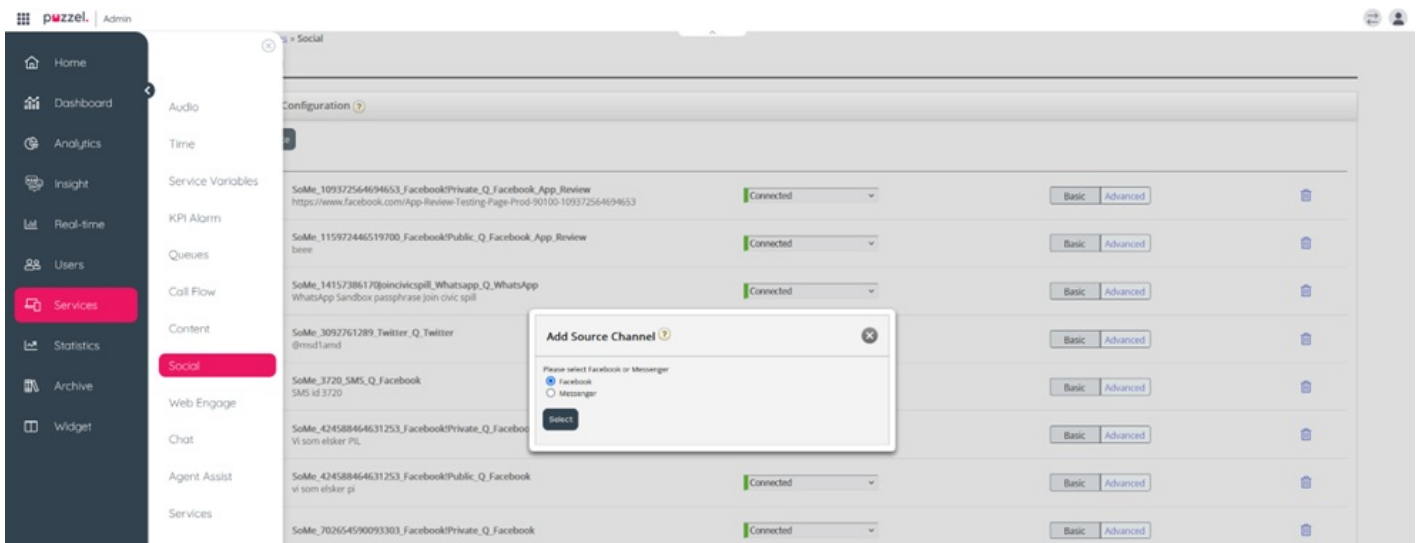 puzzel. Admin
Home
Dashboard
Analytics
Insight
Real-time
Users
Services
Statistics
Archive
Widget
Audio
Time
Service Variables
KPI Alarm
Queues
Call Flow
Content
Social
Web Engage
Chat
Agent Assist
Services
» Social
Configuration ?
SoMe_109372564694653_Facebook!Private_Q_Facebook_App_Review
https://www.facebook.com/App-Review-Testing-Page-Prod-90100-109372564694653
Connected
Basic Advanced
SoMe_115972446519700_Facebook!Public_Q_Facebook_App_Review
beee
Connected
Basic Advanced
SoMe_14157386170Joincivicspill_Whatsapp_Q_WhatsApp
WhatsApp Sandbox passphrase Join civic spill
Connected
Basic Advanced
SoMe_3092761289_Twitter_Q_Twitter
@msd1amd
Basic Advanced
SoMe_3720_SMS_Q_Facebook
SMS id 3720
Basic Advanced
SoMe_424588464631253_Facebook!Private_Q_Faceboo
Vi som elsker PIL
Basic Advanced
SoMe_424588464631253_Facebook!Public_Q_Facebook
vi som elsker pi
Connected
Basic Advanced
SoMe_702654590093303_Facebook!Private_Q_Facebook
Connected
Basic Advanced
Add Source Channel ?
Please select Facebook or Messenger
Facebook
Messenger
Select